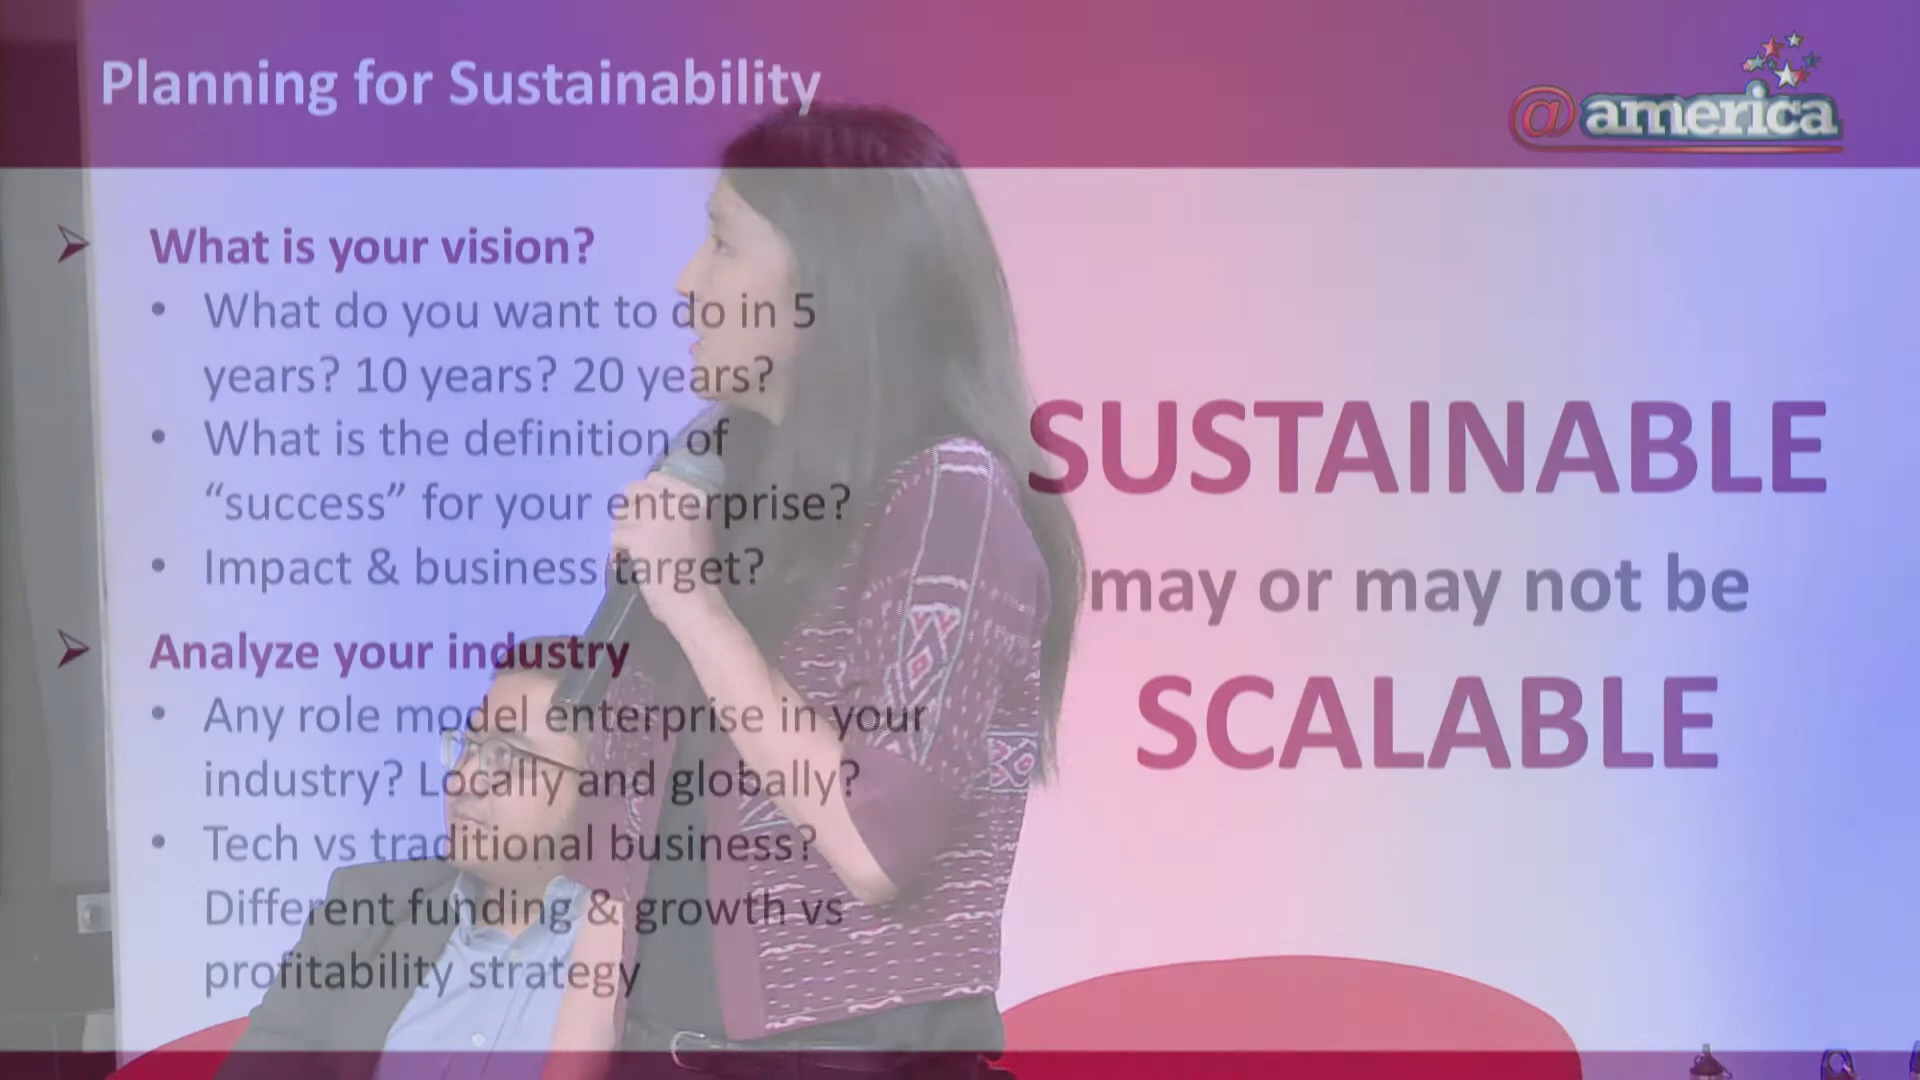 Planning for Sustainability
@america
What is your vision?
• What do you want to do in 5
years? 10 years? 20 years?
• What is the definition of
“success” for your enterprise?
• Impact & business target?
Analyze your industry
• Any role model enterprise in your
industry? Locally and globally?
• Tech vs traditional business?
Different funding & growth vs
profitability strategy
SUSTAINABLE
may or may not be
SCALABLE